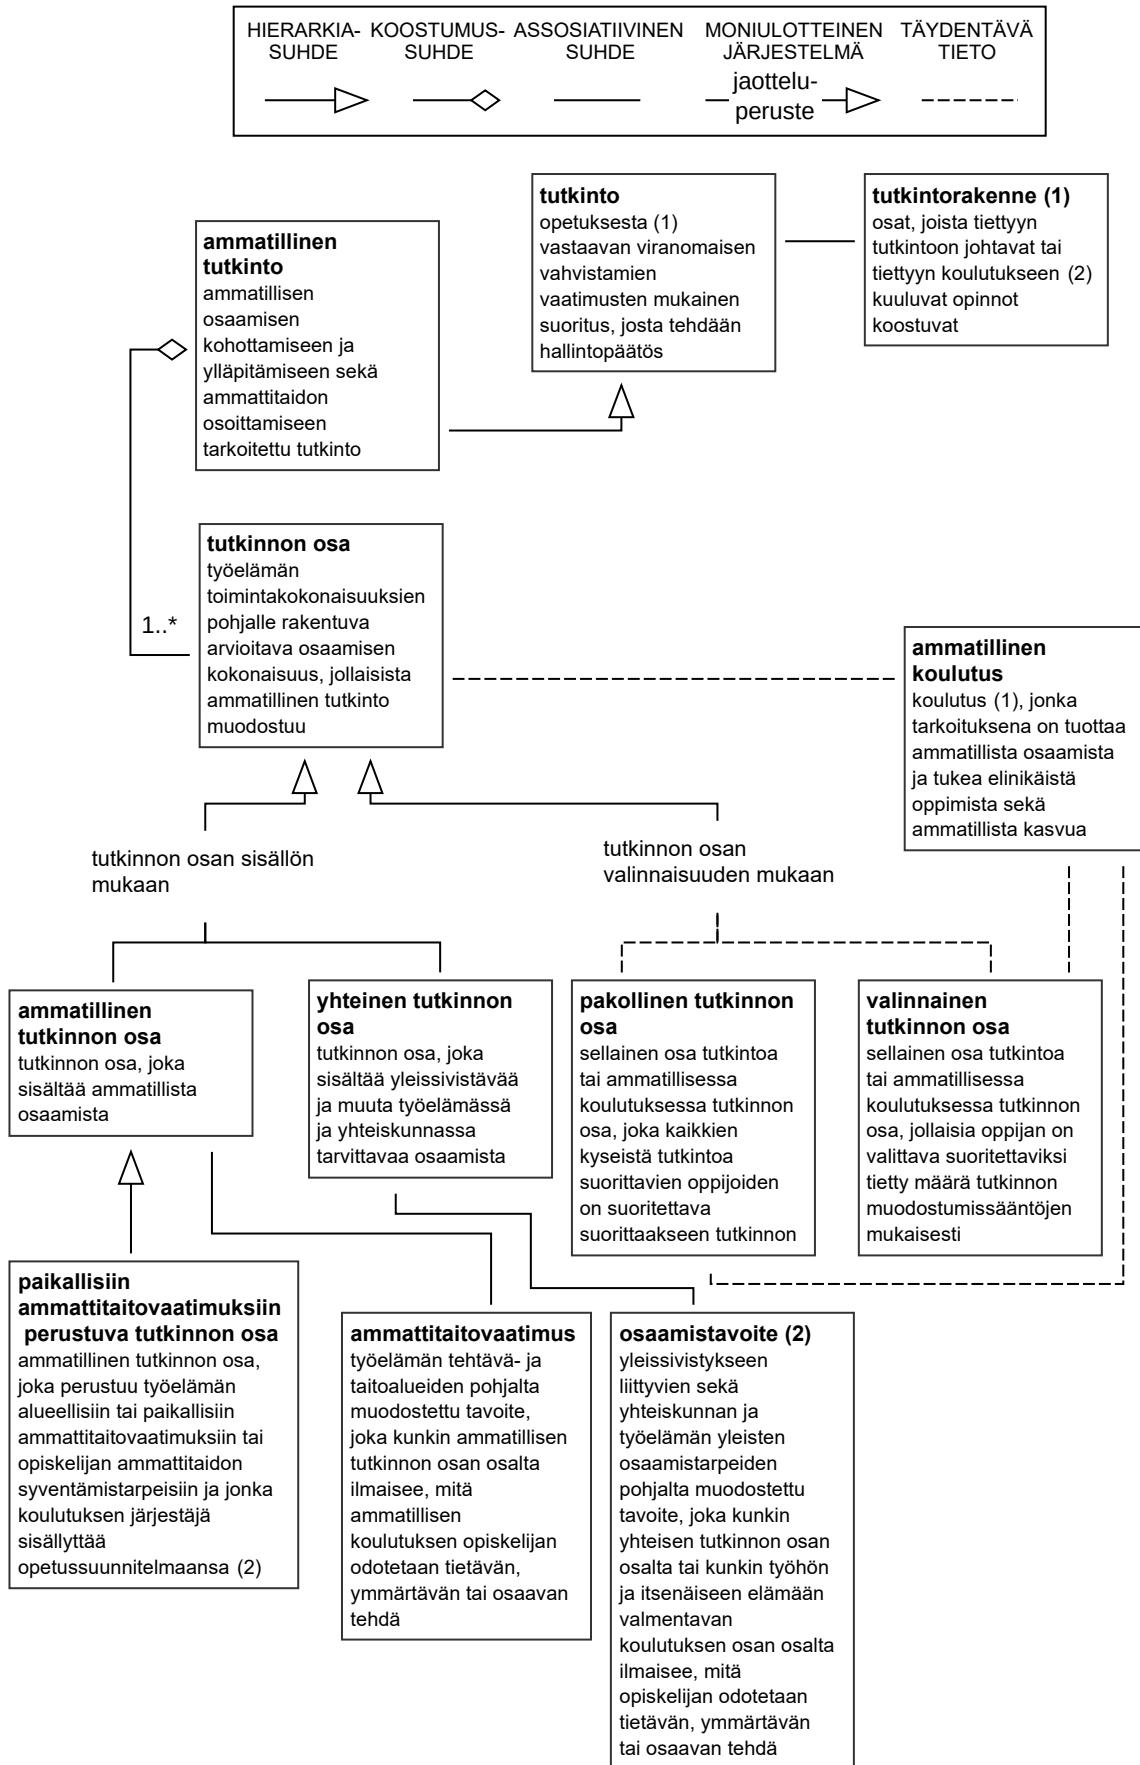 HIERARKIA-
SUHDE
KOOSTUMUS-
SUHDE
ASSOSIATIIVINEN
SUHDE
MONIULOTTEINEN
JÄRJESTELMÄ
jaottelu-
peruste
TÄYDENTÄVÄ
TIETO
tutkinto
opetuksesta (1)
vastaavan viranomaisen
vahvistamien
vaatimusten mukainen
suoritus, josta tehdään
hallintopäätös
tutkintorakenne (1)
osat, joista tiettyyn
tutkintoon johtavat tai
tiettyyn koulutukseen (2)
kuuluvat opinnot
koostuvat
ammatillinen
tutkinto
ammatillisen
osaamisen
kohottamiseen ja
ylläpitämiseen sekä
ammattitaidon
osoittamiseen
tarkoitettu tutkinto
tutkinnon osa
työelämän
toimintakokonaisuuksien
pohjalle rakentuva
arvioitava osaamisen
kokonaisuus, jollaisista
ammatillinen tutkinto
muodostuu
1..*
ammatillinen
koulutus
koulutus (1), jonka
tarkoituksena on tuottaa
ammatillista osaamista
ja tukea elinikäistä
oppimista sekä
ammatillista kasvua
tutkinnon osan sisällön
mukaan
tutkinnon osan
valinnaisuuden mukaan
ammatillinen
tutkinnon osa
tutkinnon osa, joka
sisältää ammatillista
osaamista
yhteinen tutkinnon
osa
tutkinnon osa, joka
sisältää yleissivistävää
ja muuta työelämässä
ja yhteiskunnassa
tarvittavaa osaamista
pakollinen tutkinnon
osa
sellainen osa tutkintoa
tai ammatillisessa
koulutuksessa tutkinnon
osa, joka kaikkien
kyseistä tutkintoa
suorittavien oppijoiden
on suoritettava
suorittaakseen tutkinnon
valinnainen
tutkinnon osa
sellainen osa tutkintoa
tai ammatillisessa
koulutuksessa tutkinnon
osa, jollaisia oppijan on
valittava suoritettaviksi
tietty määrä tutkinnon
muodostumissääntöjen
mukaisesti
paikallisiin
ammattitaitovaatimuksiin
perustuva tutkinnon osa
ammatillinen tutkinnon osa,
joka perustuu työelämän
alueellisiin tai paikallisiin
ammattitaitovaatimuksiin tai
opiskelijan ammattitaidon
syventämistarpeisiin ja jonka
koulutuksen järjestäjä
sisällyttää
opetussuunnitelmaansa (2)
ammattitaitovaatimus
työelämän tehtävä- ja
taitoalueiden pohjalta
muodostettu tavoite,
joka kunkin ammatillisen
tutkinnon osan osalta
ilmaisee, mitä
ammatillisen
koulutuksen opiskelijan
odotetaan tietävän,
ymmärtävän tai osaavan
tehdä
osaamistavoite (2)
yleissivistykseen
liittyvien sekä
yhteiskunnan ja
työelämän yleisten
osaamistarpeiden
pohjalta muodostettu
tavoite, joka kunkin
yhteisen tutkinnon osan
osalta tai kunkin työhön
ja itsenäiseen elämään
valmentavan
koulutuksen osan osalta
ilmaisee, mitä
opiskelijan odotetaan
tietävän, ymmärtävän
tai osaavan tehdä